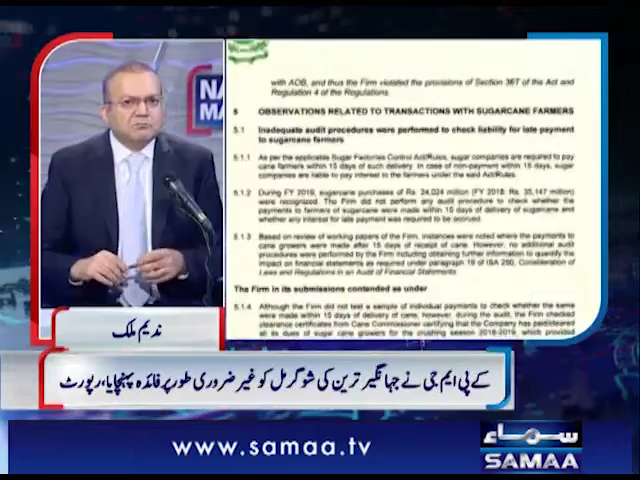 with ADB, and thus the Firm violated the provisions of Section 36T of the Act and
Regulation 4 of the Regulations.
5 OBSERVATIONS RELATED TO TRANSACTIONS WITH SUGARCANE FARMERS
5.1 Inadequate audit procedures were performed to check liability for late payment
to sugarcane farmers
5.1.1 As per the applicable Sugar Factories Control Act/Rules, sugar companies are required to pay
cane farmers within 15 days of such delivery. In case of non-payment within 15 days, sugar
companies are liable to pay interest to the farmers under the said Act/Rules.
5.1.2 During FY 2019, sugarcane purchases of Rs. 24,024 million (FY 2018: Rs. 35,147 million)
were recognized. The Firm did not perform any audit procedure to check whether the
payments to farmers of sugarcane were made within 15 days of delivery of sugarcane and
whether any interest for late payment was required to be accrued.
5.1.3 Based on review of working papers of the Firm, instances were noted where the payments to
cane growers were made after 15 days of receipt of cane. However, no additional audit
procedures were performed by the Firm including obtaining further information to quantify the
impact on financial statements as required under paragraph 19 of ISA 250, Consideration of
Laws and Regulations in an Audit of Financial Statements.
The Firm in its submissions contended as under
5.1.4 Although the Firm did not test a sample of individual payments to check whether the same
were made within 15 days of delivery of cane, however, during the audit, the Firm checked
clearance certificates from Cane Commissioner certifying that the Company has paid/cleared
all its dues of sugar cane growers for the crushing season 2018-2019, which provided
NA
MA
ندیم ملک
کے پی ایم جی نے جہانگیر ترین کی شوگر مل کو غیر ضروری طور پر فائدہ پہنچایا، رپورٹ
www.samaa.tv
سماء
SAMAA